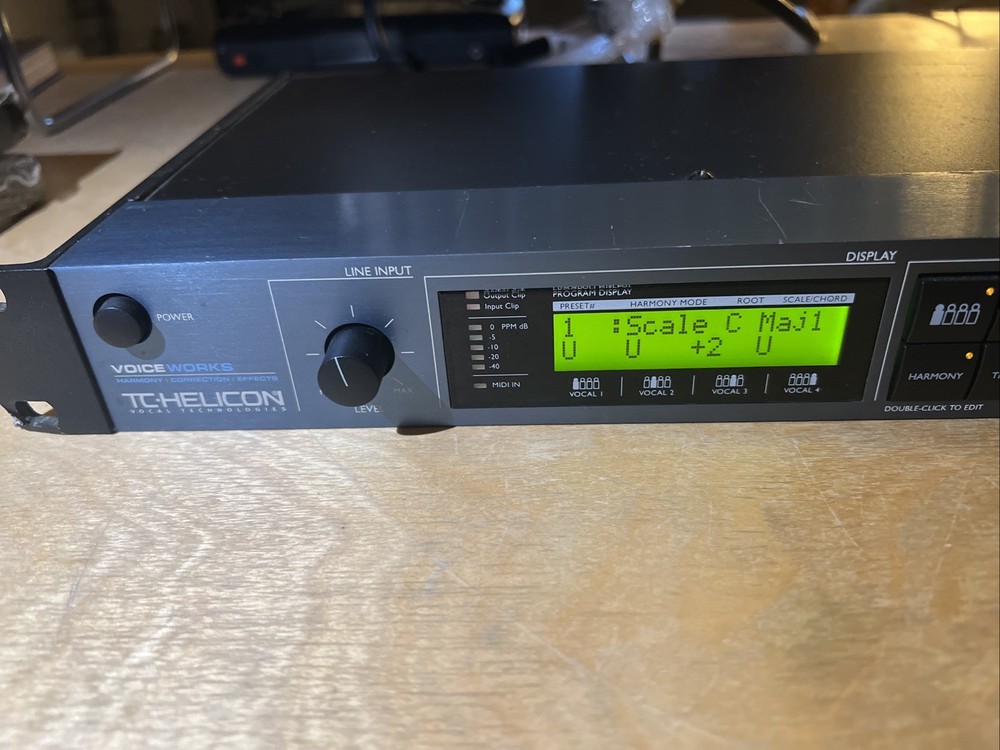 POWER
VOICEWORKS
HARMONY | CORRECTION | EFFECTS
TC·HELICON
VOCAL TECHNOLOGIES
LINE INPUT
MAX
LEVEL
DISPLAY
Output Clip
Input Clip
0 PPM dB
-5
-10
-20
-40
MIDI IN
PROGRAM DISPLAY
PRESET# HARMONY MODE ROOT SCALE/CHORD
1 :Scale C Maj1
U U +2 U
VOCAL 1 VOCAL 2 VOCAL 3 VOCAL 4
HARMONY
DOUBLE-CLICK TO EDIT